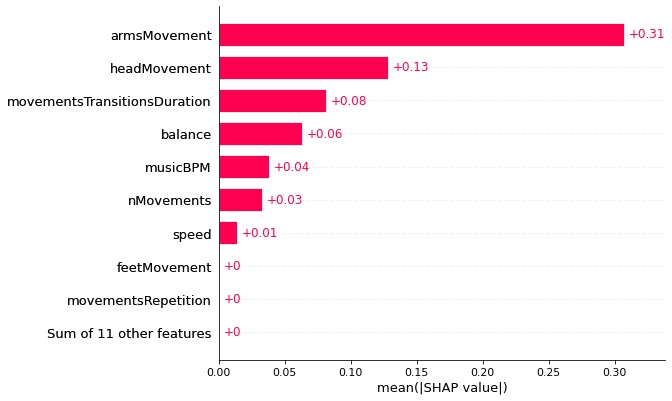 armsMovement +0.31
headMovement +0.13
movementsTransitionsDuration +0.08
balance +0.06
musicBPM +0.04
nMovements +0.03
speed +0.01
feetMovement +0
movementsRepetition +0
Sum of 11 other features +0
0.00 0.05 0.10 0.15 0.20 0.25 0.30
mean(|SHAP value|)